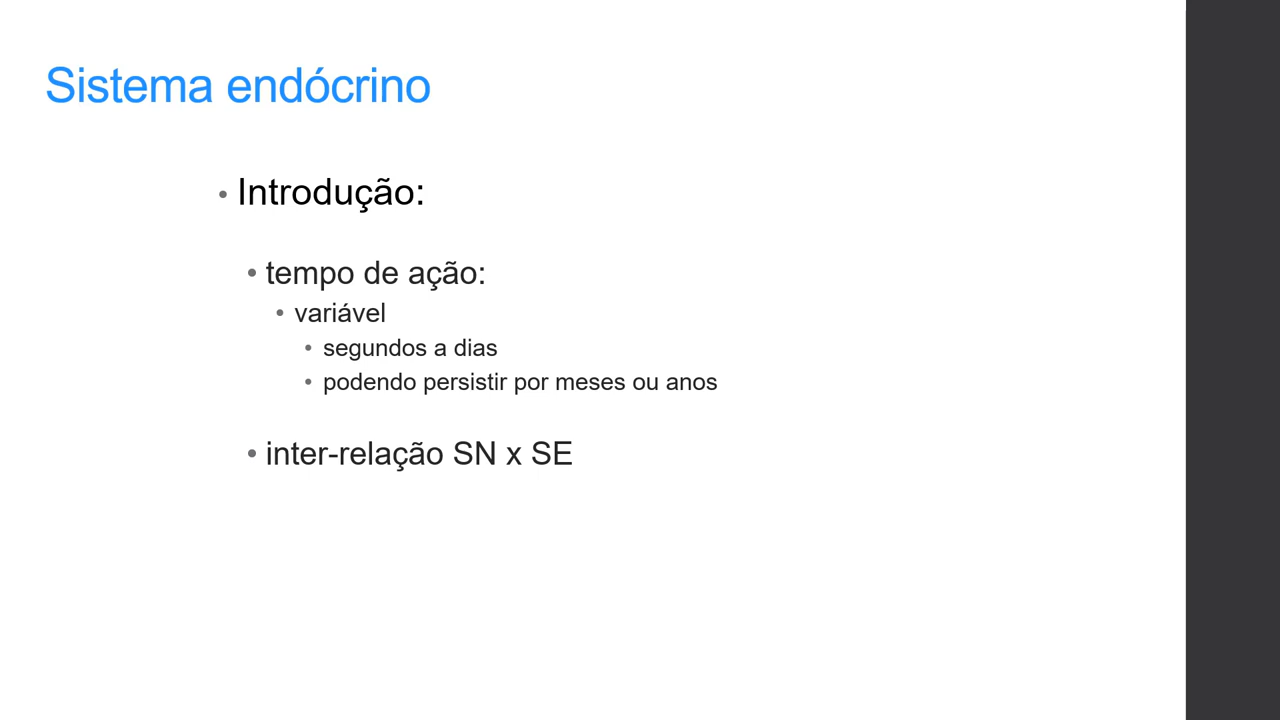 Sistema endócrino
• Introdução:
• tempo de ação:
• variável
• segundos a dias
• podendo persistir por meses ou anos
• inter-relação SN x SE